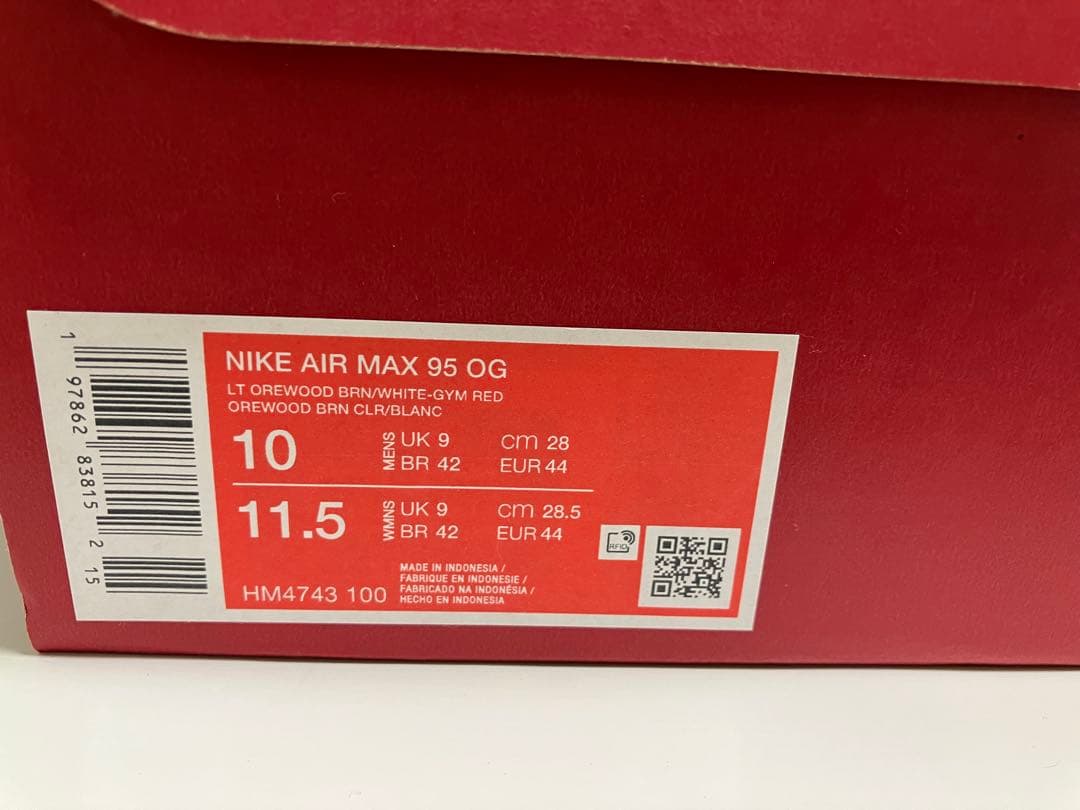 1 97862 83815 2 15
NIKE AIR MAX 95 OG
LT OREWOOD BRN/WHITE-GYM RED
OREWOOD BRN CLR/BLANC
10 MENS UK 9 cm 28
BR 42 EUR 44
11.5 WMNS UK 9 cm 28.5
BR 42 EUR 44
RFID
HM4743 100
MADE IN INDONESIA /
FABRIQUE EN INDONESIE /
FABRICADO NA INDONÉSIA /
HECHO EN INDONESIA